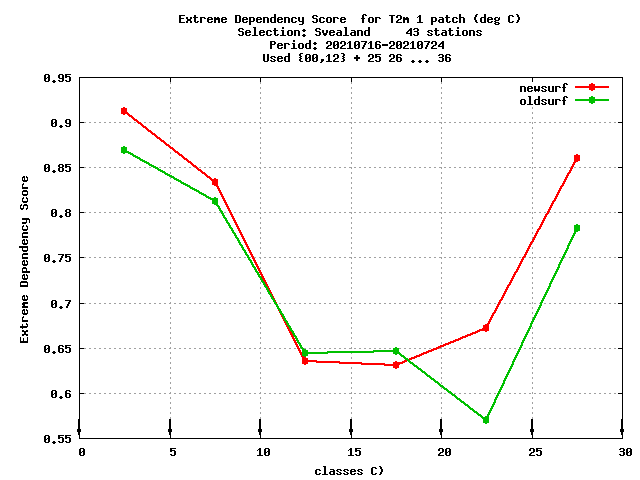 Extreme Dependency Score  for T2m 1 patch (deg C)
Selection: Svealand     43 stations
Period: 20210716-20210724
Used {00,12} + 25 26 ... 36
newsurf
oldsurf
0.95
0.9
0.85
0.8
0.75
0.7
0.65
0.6
0.55
Extreme Dependency Score
0 5 10 15 20 25 30
classes C)